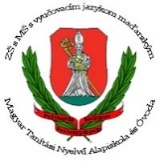 ZŠ s MŠ s vyučovacím jazykom maďarským
Magyar Tanítási Nyelvű Alapiskola és Óvoda